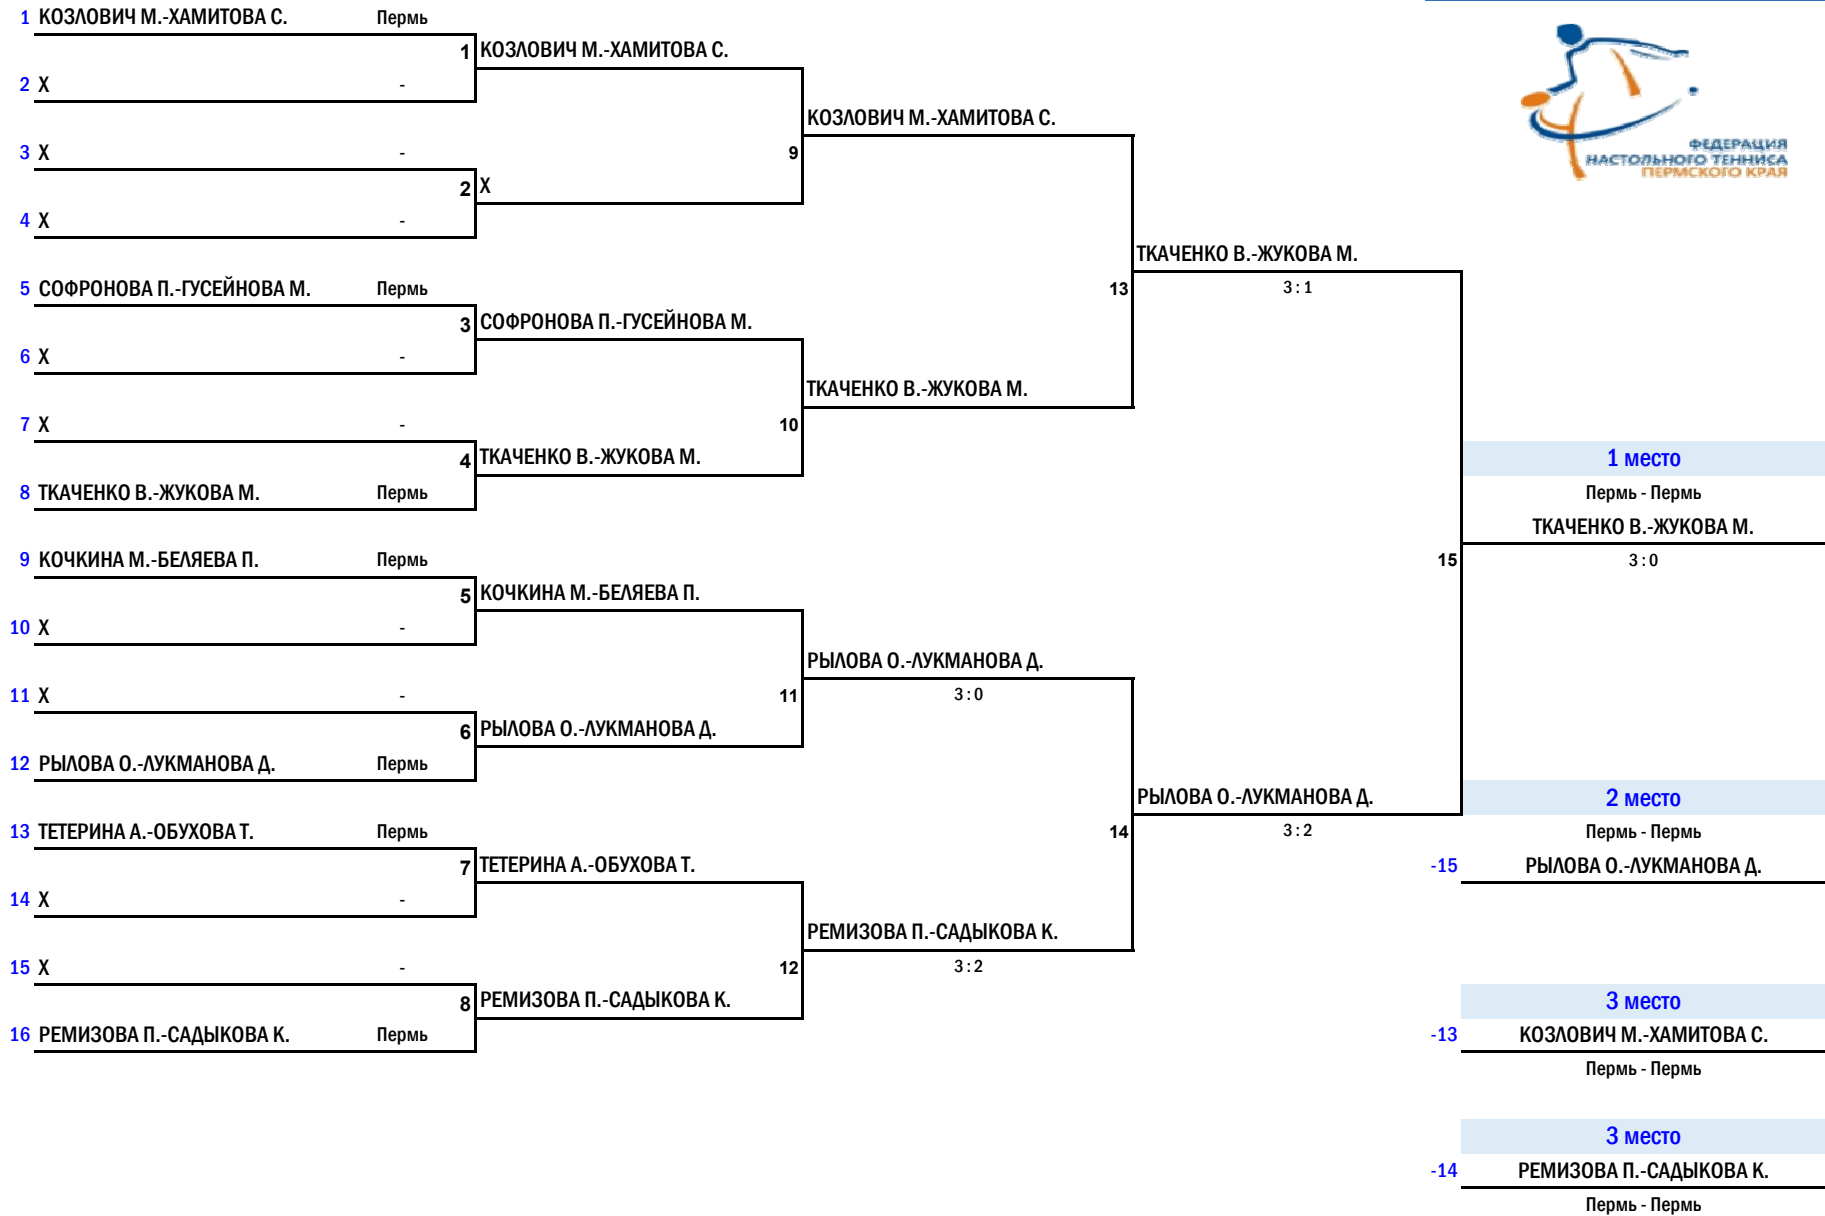 1 КОЗЛОВИЧ М.-ХАМИТОВА С. Пермь
1 КОЗЛОВИЧ М.-ХАМИТОВА С.
2 X -
КОЗЛОВИЧ М.-ХАМИТОВА С.
3 X - 9
ФЕДЕРАЦИЯ
НАСТОЛЬНОГО ТЕННИСА
ПЕРМСКОГО КРАЯ
2 X
4 X -
ТКАЧЕНКО В.-ЖУКОВА М.
5 СОФРОНОВА П.-ГУСЕЙНОВА М. Пермь 13 3 : 1
3 СОФРОНОВА П.-ГУСЕЙНОВА М.
6 X -
ТКАЧЕНКО В.-ЖУКОВА М.
7 X - 10
4 ТКАЧЕНКО В.-ЖУКОВА М. 1 место
8 ТКАЧЕНКО В.-ЖУКОВА М. Пермь Пермь - Пермь
ТКАЧЕНКО В.-ЖУКОВА М.
9 КОЧКИНА М.-БЕЛЯЕВА П. Пермь 15 3 : 0
5 КОЧКИНА М.-БЕЛЯЕВА П.
10 X -
РЫЛОВА О.-ЛУКМАНОВА Д.
11 X - 11 3 : 0
6 РЫЛОВА О.-ЛУКМАНОВА Д.
12 РЫЛОВА О.-ЛУКМАНОВА Д. Пермь
РЫЛОВА О.-ЛУКМАНОВА Д. 2 место
13 ТЕТЕРИНА А.-ОБУХОВА Т. Пермь 14 3 : 2 Пермь - Пермь
7 ТЕТЕРИНА А.-ОБУХОВА Т. -15 РЫЛОВА О.-ЛУКМАНОВА Д.
14 X -
РЕМИЗОВА П.-САДЫКОВА К.
15 X - 12 3 : 2
8 РЕМИЗОВА П.-САДЫКОВА К. 3 место
16 РЕМИЗОВА П.-САДЫКОВА К. Пермь -13 КОЗЛОВИЧ М.-ХАМИТОВА С.
Пермь - Пермь
3 место
-14 РЕМИЗОВА П.-САДЫКОВА К.
Пермь - Пермь